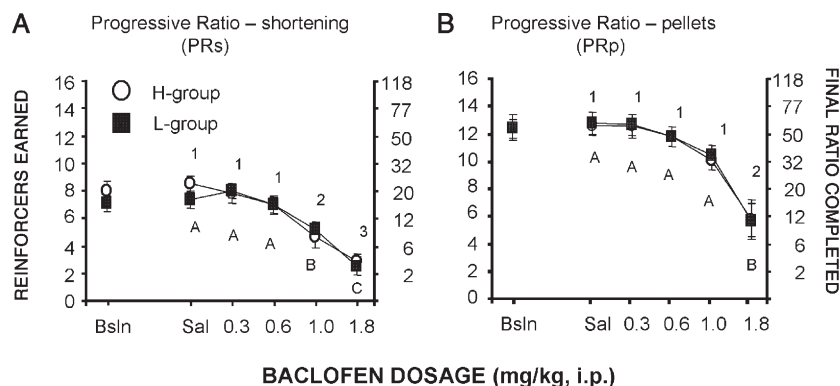 A
Progressive Ratio – shortening
(PRs)
REINFORCERS EARNED
16
14
12
10
8
6
4
2
0
H-group
L-group
118
77
50
32
20
12
6
2
1
1
1
2
3
A
A
A
B
C
Bsln
Sal
0.3
0.6
1.0
1.8
B
Progressive Ratio – pellets
(PRp)
16
14
12
10
8
6
4
2
0
118
77
50
32
20
12
6
2
FINAL RATIO COMPLETED
1
1
1
1
2
A
A
A
A
B
Bsln
Sal
0.3
0.6
1.0
1.8
BACLOFEN DOSAGE (mg/kg, i.p.)